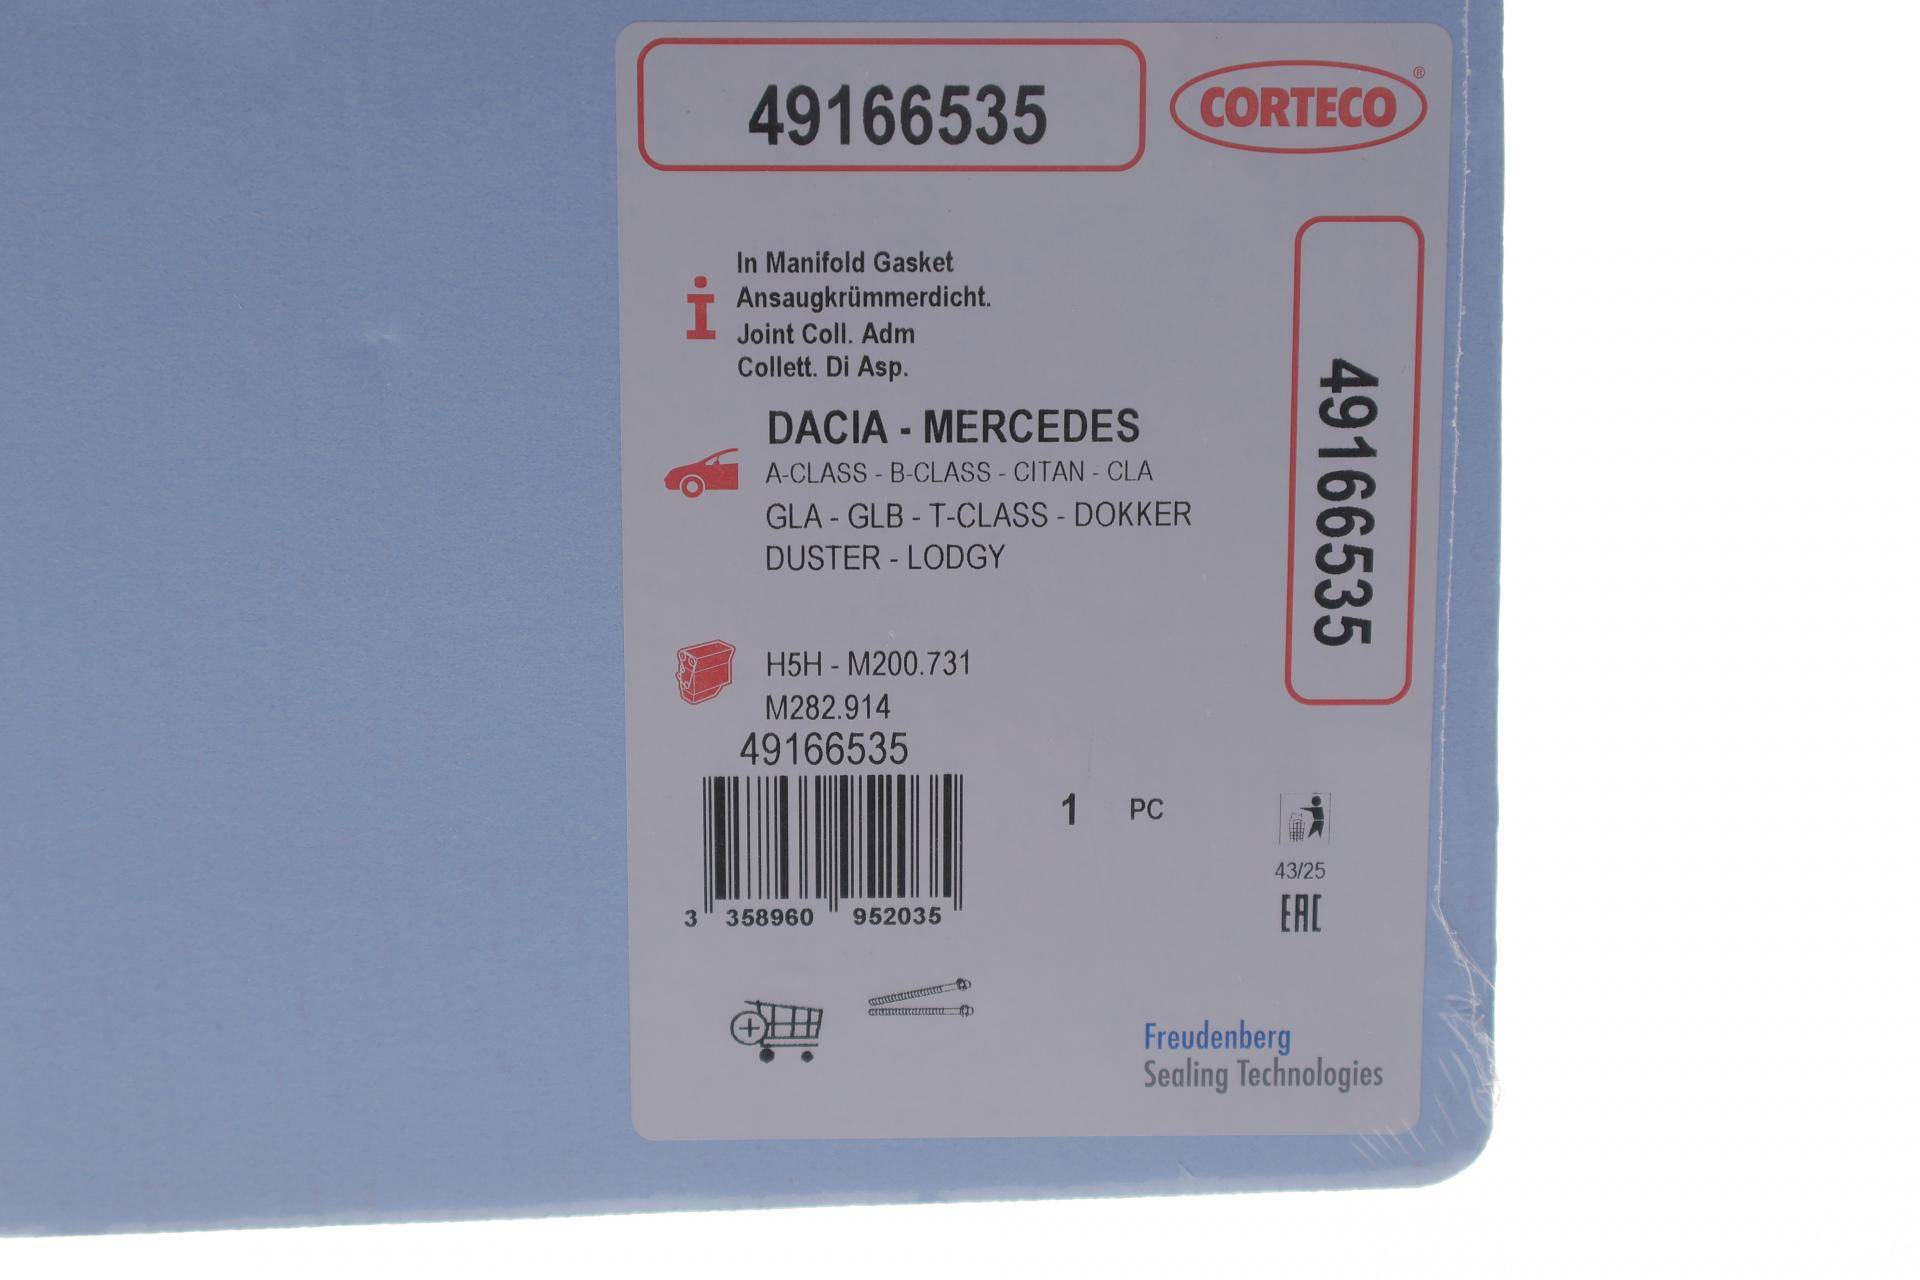 49166535
CORTECO®
In Manifold Gasket
Ansaugkrümmerdicht.
Joint Coll. Adm
Collett. Di Asp.
49166535
DACIA - MERCEDES
A-CLASS - B-CLASS - CITAN - CLA
GLA - GLB - T-CLASS - DOKKER
DUSTER - LODGY
H5H - M200.731
M282.914
49166535
3 358960 952035
1 PC
43/25
EAC
Freudenberg
Sealing Technologies